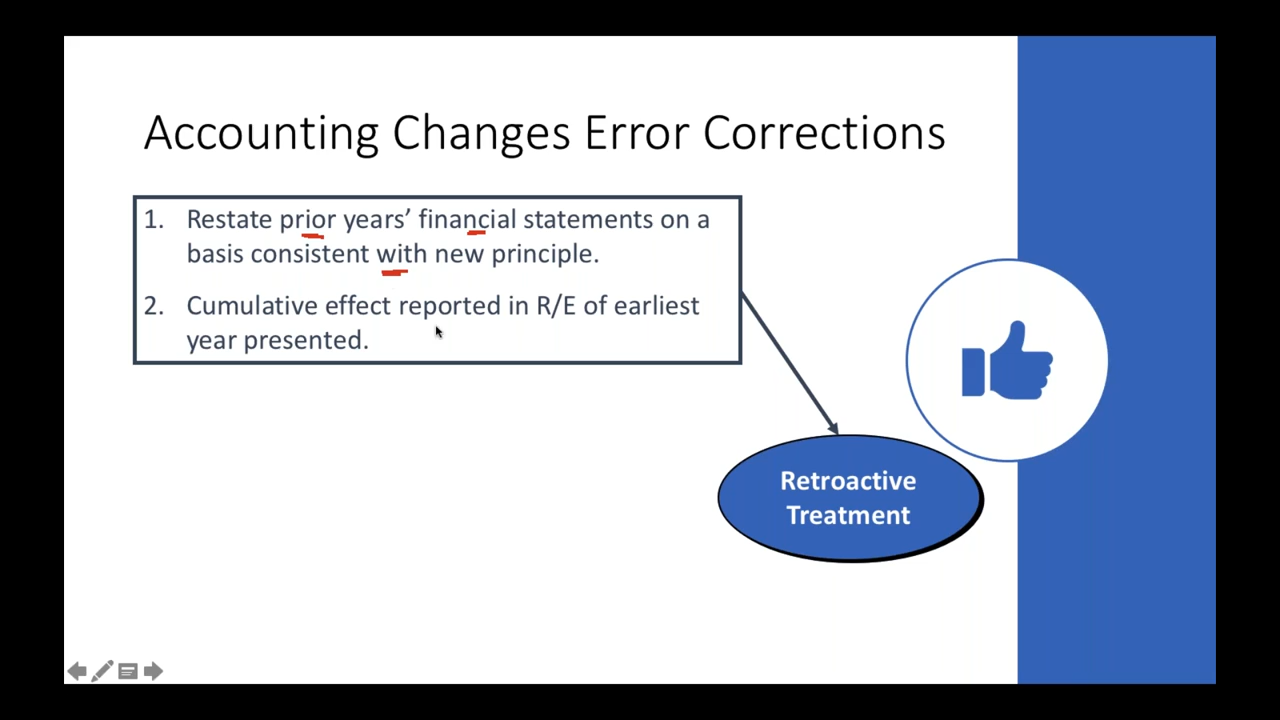 Accounting Changes Error Corrections
1. Restate prior years’ financial statements on a
basis consistent with new principle.
2. Cumulative effect reported in R/E of earliest
year presented.
Retroactive
Treatment